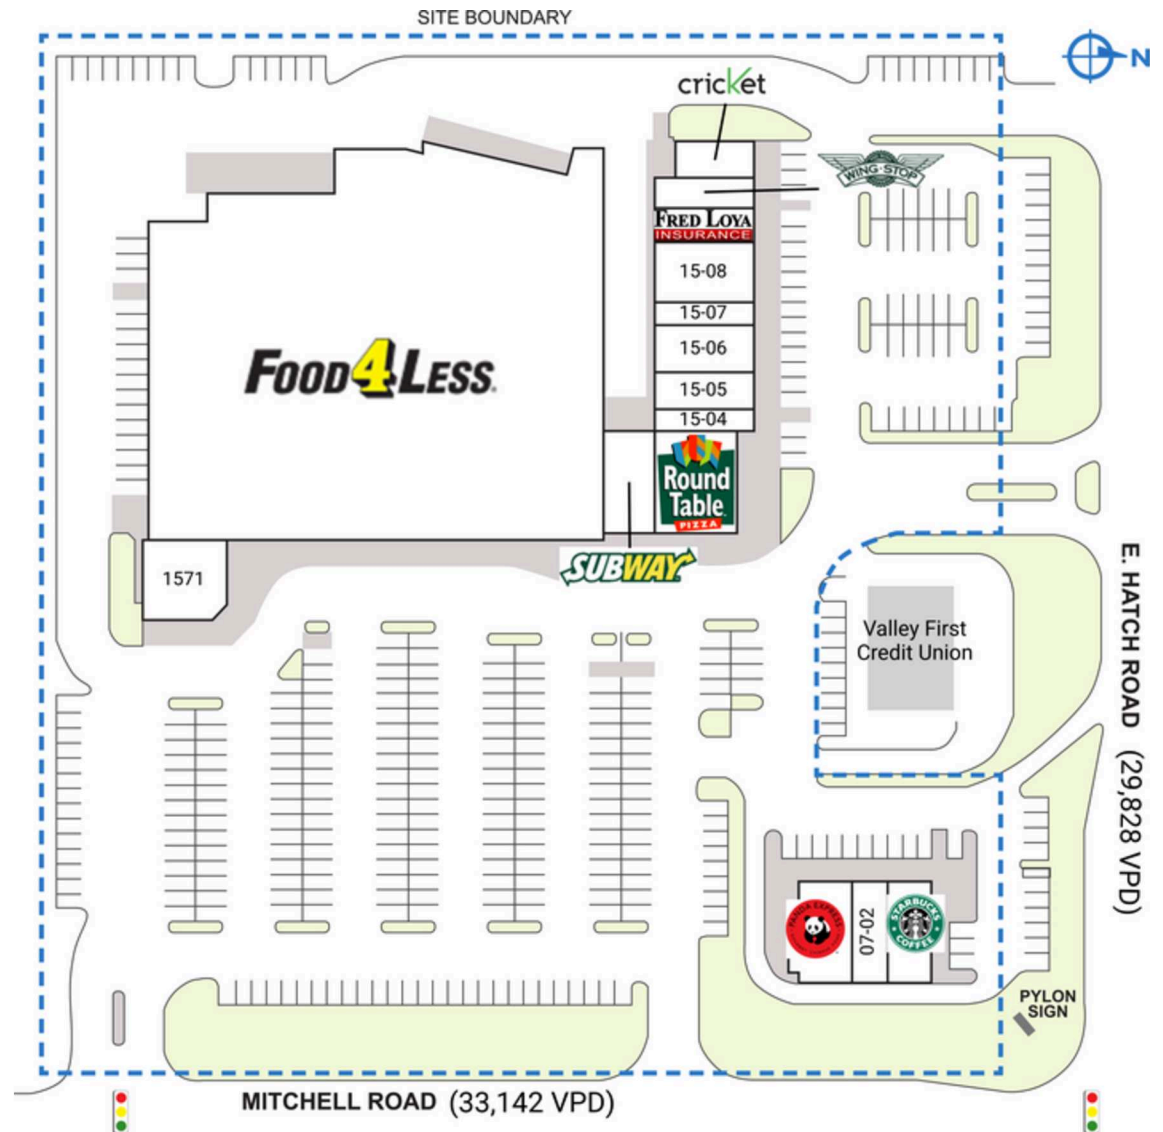 SITE BOUNDARY
N
cricket
WING·STOP
FRED LOYA
INSURANCE
15-08
15-07
15-06
15-05
15-04
FOOD 4 LESS
Round
Table
PIZZA
SUBWAY
1571
Valley First
Credit Union
E. HATCH ROAD (29,828 VPD)
PANDA EXPRESS
07-02
STARBUCKS
COFFEE
PYLON
SIGN
MITCHELL ROAD (33,142 VPD)